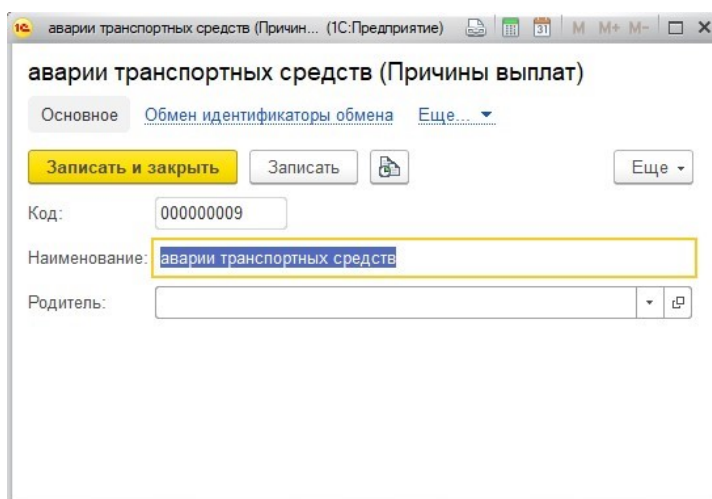 1С аварии транспортных средств (Причин... (1С:Предприятие) 31 M M+ M-
аварии транспортных средств (Причины выплат)
Основное Обмен идентификаторы обмена Еще...
Записать и закрыть Записать Еще
Код: 000000009
Наименование: аварии транспортных средств
Родитель: